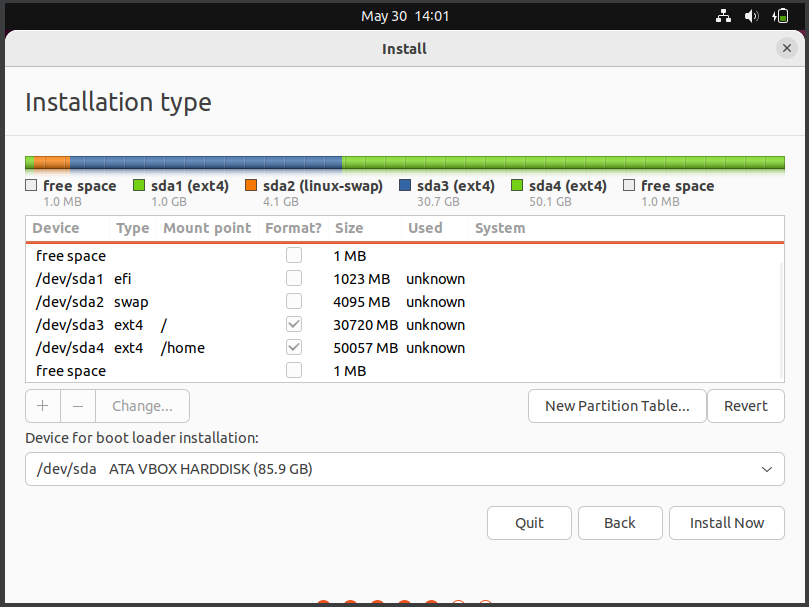 May 30 14:01
Install
Installation type
free space sda1 (ext4) sda2 (linux-swap) sda3 (ext4) sda4 (ext4) free space
1.0 MB 1.0 GB 4.1 GB 30.7 GB 50.1 GB 1.0 MB
Device Type Mount point Format? Size Used System
free space 1 MB
/dev/sda1 efi 1023 MB unknown
/dev/sda2 swap 4095 MB unknown
/dev/sda3 ext4 / 30720 MB unknown
/dev/sda4 ext4 /home 50057 MB unknown
free space 1 MB
+ − Change... New Partition Table... Revert
Device for boot loader installation:
/dev/sda ATA VBOX HARDDISK (85.9 GB)
Quit Back Install Now